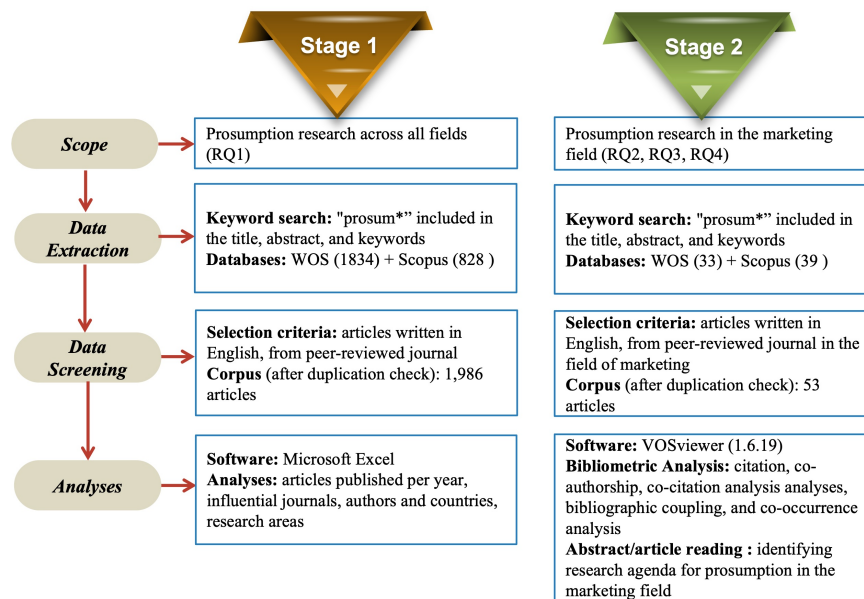 Stage 1
Stage 2
Scope
Prosumption research across all fields
(RQ1)
Prosumption research in the marketing
field (RQ2, RQ3, RQ4)
Data
Extraction
Keyword search: "prosum*” included in
the title, abstract, and keywords
Databases: WOS (1834) + Scopus (828 )
Keyword search: "prosum*” included in
the title, abstract, and keywords
Databases: WOS (33) + Scopus (39 )
Data
Screening
Selection criteria: articles written in
English, from peer-reviewed journal
Corpus (after duplication check): 1,986
articles
Selection criteria: articles written in
English, from peer-reviewed journal in the
field of marketing
Corpus (after duplication check): 53
articles
Analyses
Software: Microsoft Excel
Analyses: articles published per year,
influential journals, authors and countries,
research areas
Software: VOSviewer (1.6.19)
Bibliometric Analysis: citation, co-
authorship, co-citation analysis analyses,
bibliographic coupling, and co-occurrence
analysis
Abstract/article reading : identifying
research agenda for prosumption in the
marketing field